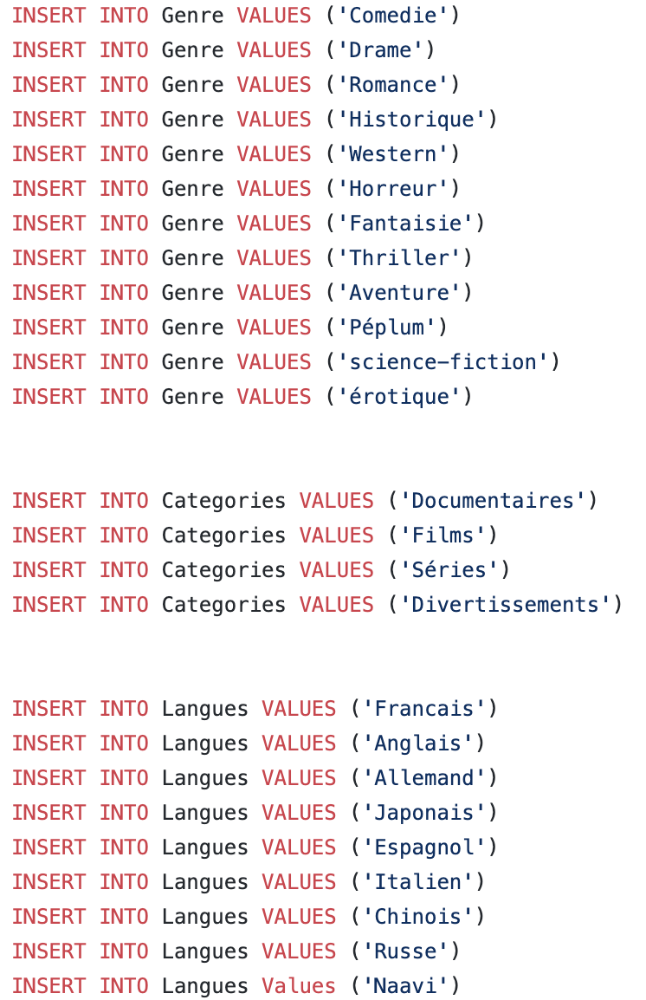 INSERT INTO Genre VALUES ('Comedie')
INSERT INTO Genre VALUES ('Drame')
INSERT INTO Genre VALUES ('Romance')
INSERT INTO Genre VALUES ('Historique')
INSERT INTO Genre VALUES ('Western')
INSERT INTO Genre VALUES ('Horreur')
INSERT INTO Genre VALUES ('Fantaisie')
INSERT INTO Genre VALUES ('Thriller')
INSERT INTO Genre VALUES ('Aventure')
INSERT INTO Genre VALUES ('Péplum')
INSERT INTO Genre VALUES ('science-fiction')
INSERT INTO Genre VALUES ('érotique')
INSERT INTO Categories VALUES ('Documentaires')
INSERT INTO Categories VALUES ('Films')
INSERT INTO Categories VALUES ('Séries')
INSERT INTO Categories VALUES ('Divertissements')
INSERT INTO Langues VALUES ('Francais')
INSERT INTO Langues VALUES ('Anglais')
INSERT INTO Langues VALUES ('Allemand')
INSERT INTO Langues VALUES ('Japonais')
INSERT INTO Langues VALUES ('Espagnol')
INSERT INTO Langues VALUES ('Italien')
INSERT INTO Langues VALUES ('Chinois')
INSERT INTO Langues VALUES ('Russe')
INSERT INTO Langues Values ('Naavi')